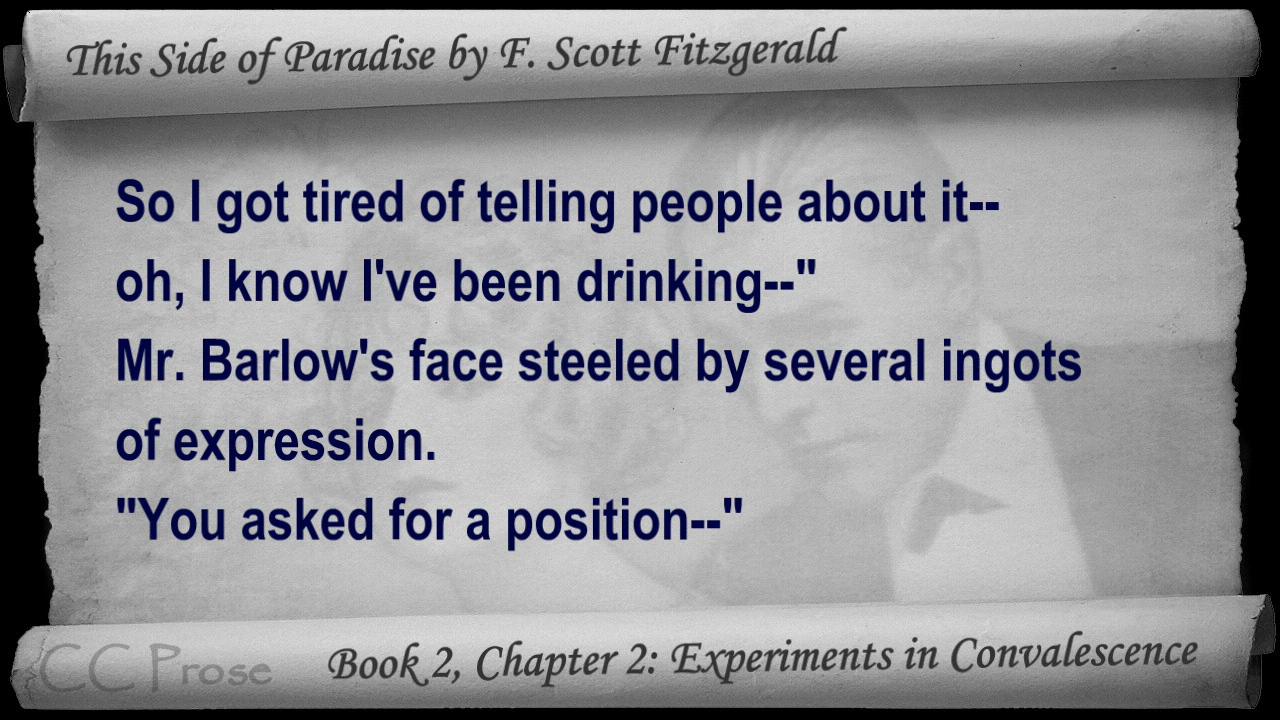 This Side of Paradise by F. Scott Fitzgerald
So I got tired of telling people about it--
oh, I know I've been drinking--"
Mr. Barlow's face steeled by several ingots
of expression.
"You asked for a position--"
CC Prose
Book 2, Chapter 2: Experiments in Convalescence